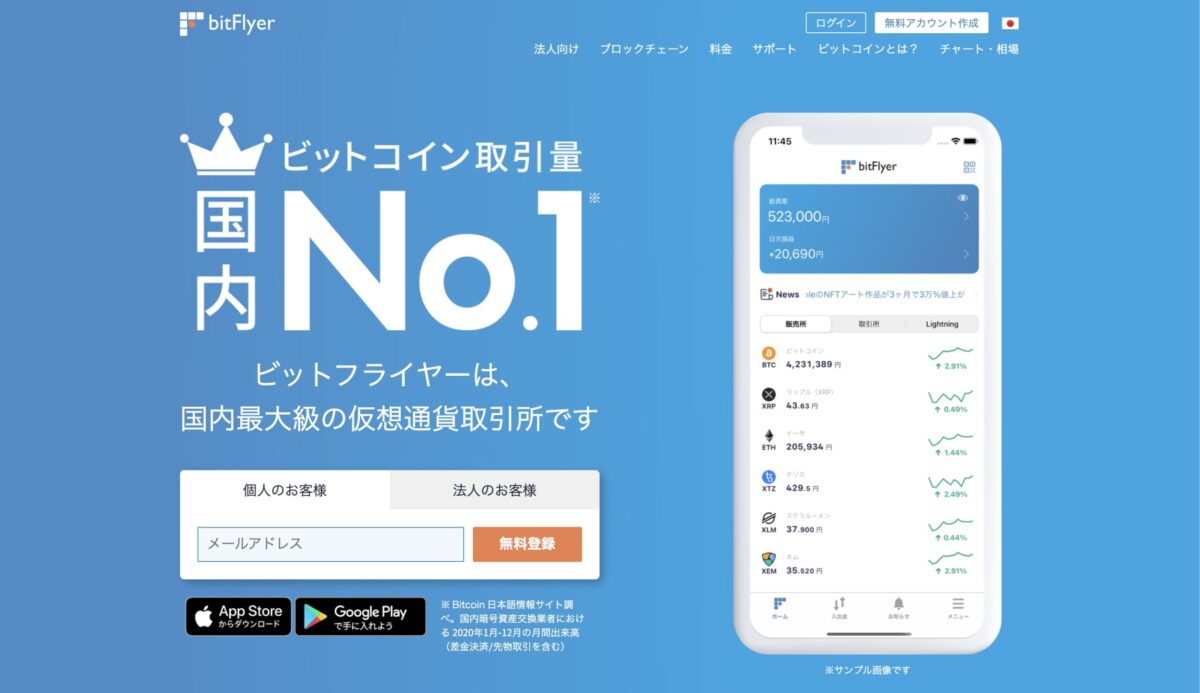 bitFlyer
ログイン
無料アカウント作成
法人向け ブロックチェーン 料金 サポート ビットコインとは? チャート・相場
ビットコイン取引量
国内
No.1
※
ビットフライヤーは、
国内最大級の仮想通貨取引所です
個人のお客様
法人のお客様
メールアドレス
無料登録
App Store
からダウンロード
Google Play
で手に入れよう
※ Bitcoin 日本語情報サイト調
べ。国内暗号資産交換業者におけ
る 2020年1月-12月の月間出来高
（差金決済/先物取引を含む）
11:45
bitFlyer
総資産
523,000円
日次損益
+20,690円
News
leのNFTアート作品が3ヶ月で3万%値上が
販売所
取引所
Lightning
ビットコイン
BTC 4,231,389 円
2.91%
リップル（XRP）
XRP 43.63 円
0.49%
イーサ
ETH 205,934 円
1.44%
テゾス
XTZ 429.5 円
2.49%
ステラルーメン
XLM 37.900 円
0.44%
ネム
XEM 35.520 円
2.91%
ホーム
入出金
お知らせ
メニュー
※サンプル画像です